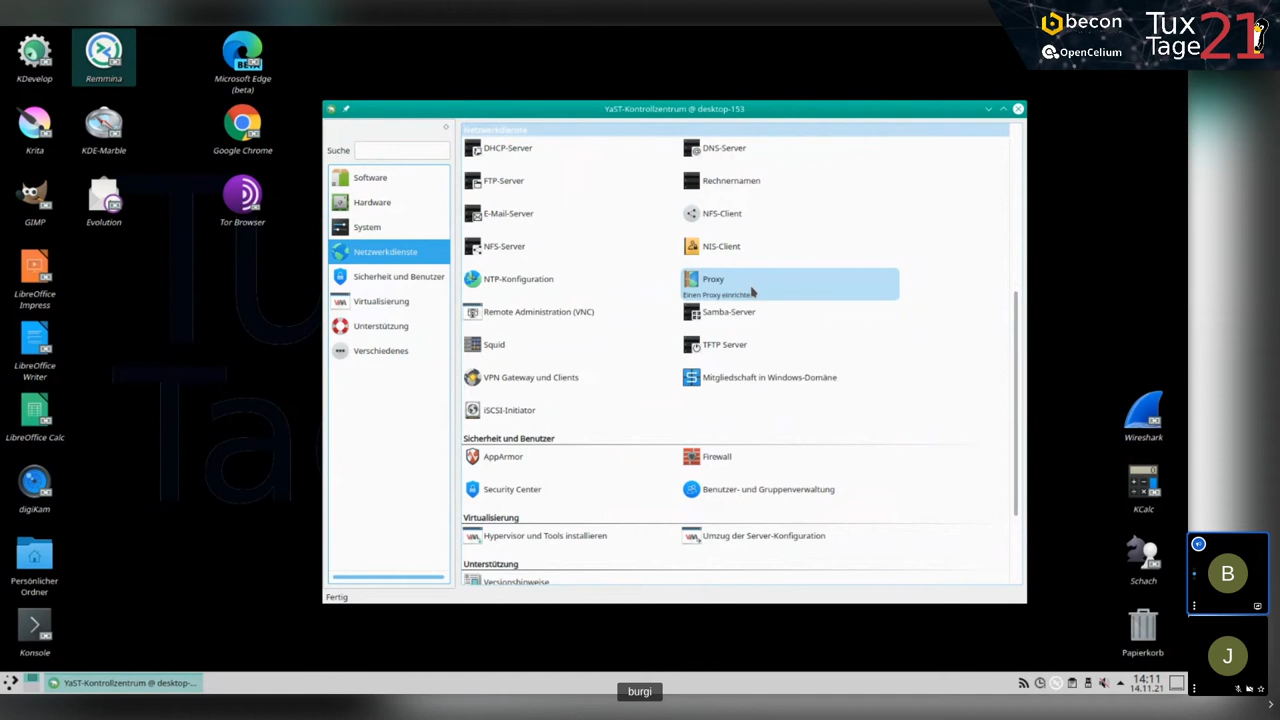 becon
OpenCelium
Tux
Tage 21
KDevelop
Remmina
Microsoft Edge
(beta)
Krita
KDE-Marble
Google Chrome
GIMP
Evolution
Tor Browser
LibreOffice
Impress
LibreOffice
Writer
LibreOffice Calc
digiKam
Persönlicher
Ordner
Konsole
YaST-Kontrollzentrum @ desktop-153
Suche
Software
Hardware
System
Netzwerkdienste
Sicherheit und Benutzer
Virtualisierung
Unterstützung
Verschiedenes
Netzwerkdienste
DHCP-Server
DNS-Server
FTP-Server
Rechnernamen
E-Mail-Server
NFS-Client
NFS-Server
NIS-Client
NTP-Konfiguration
Proxy
Einen Proxy einrichten
Remote Administration (VNC)
Samba-Server
Squid
TFTP Server
VPN Gateway und Clients
Mitgliedschaft in Windows-Domäne
iSCSI-Initiator
Sicherheit und Benutzer
AppArmor
Firewall
Security Center
Benutzer- und Gruppenverwaltung
Virtualisierung
Hypervisor und Tools installieren
Umzug der Server-Konfiguration
Unterstützung
Versionshinweise
Fertig
Wireshark
KCalc
Schach
Papierkorb
B
J
YaST-Kontrollzentrum @ desktop-...
14:11
14.11.21
burgi